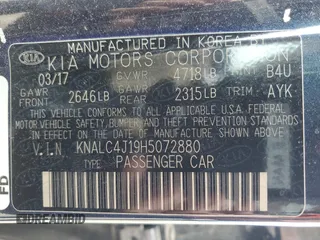 MANUFACTURED IN KOREA BY
KIA KIA MOTORS CORPORATION
03/17 GVWR 4718lB PAINT B4U
GAWR FRONT 2646lB GAWR REAR 2315lB TRIM: AYK
THIS VEHICLE CONFORMS TO ALL APPLICABLE
FEDERAL MOTOR VEHICLE SAFETY, BUMPER, AND
THEFT PREVENTION STANDARDS IN EFFECT ON
THE DATE OF MANUFACTURE SHOWN ABOVE.
V.I.N KNALC4J19H5072880
TYPE: PASSENGER CAR
FD
DREAMBID